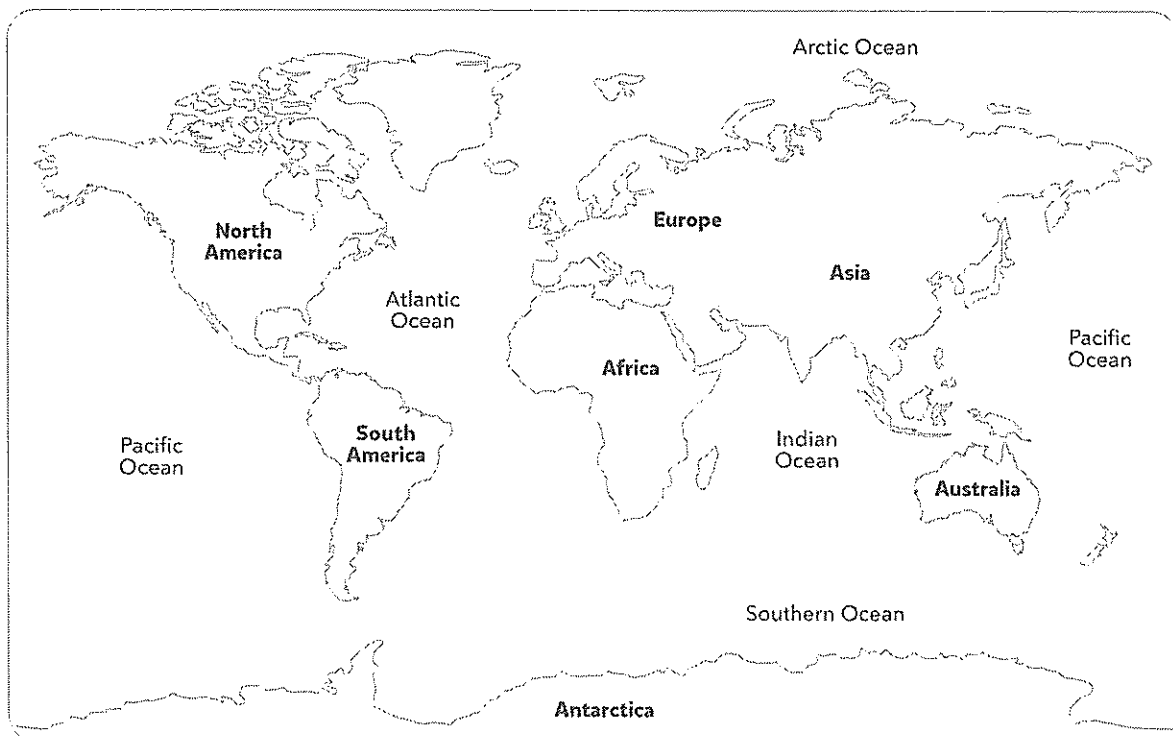 Arctic Ocean
North
America
Europe
Asia
Atlantic
Ocean
Pacific
Ocean
Africa
South
America
Pacific
Ocean
Indian
Ocean
Australia
Southern Ocean
Antarctica